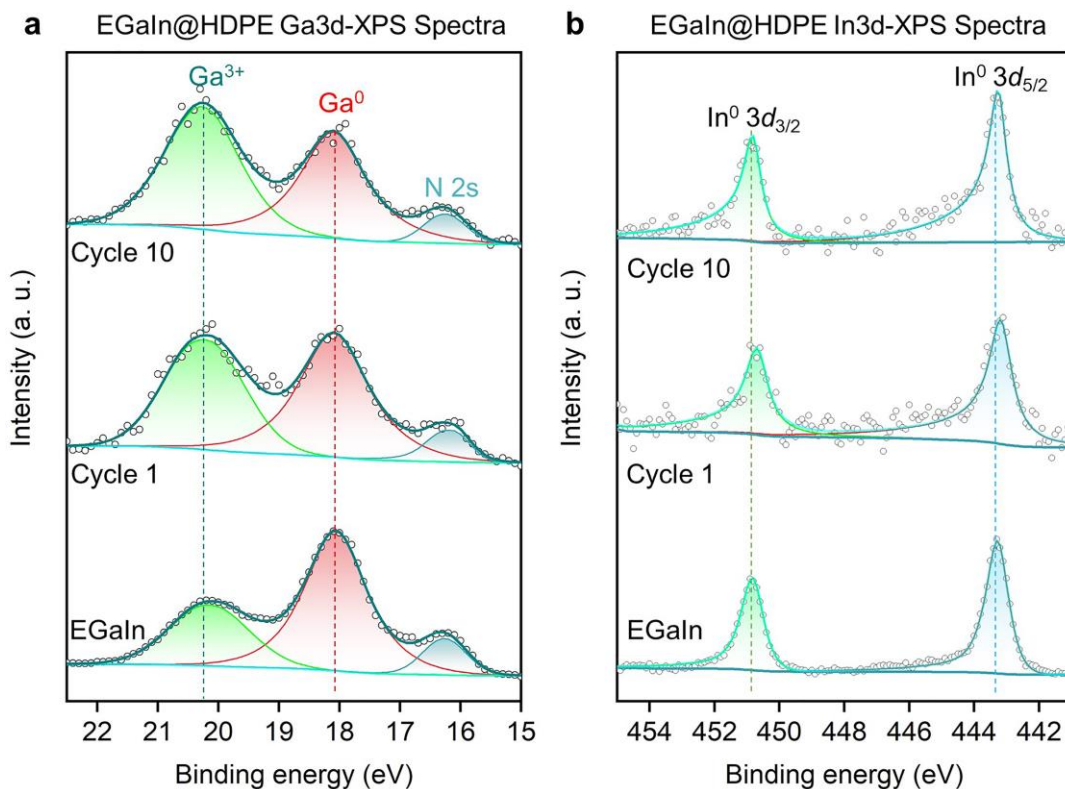 a
EGaIn@HDPE Ga3d-XPS Spectra
Ga³⁺
Ga⁰
N 2s
Cycle 10
Cycle 1
EGaIn
Intensity (a. u.)
22 21 20 19 18 17 16 15
Binding energy (eV)
b
EGaIn@HDPE In3d-XPS Spectra
In⁰ 3d₃/₂
In⁰ 3d₅/₂
Cycle 10
Cycle 1
EGaIn
Intensity (a. u.)
454 452 450 448 446 444 442
Binding energy (eV)